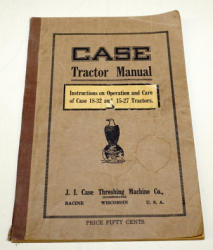 CASE
Tractor Manual
Instructions on Operation and Care
of Case 18-32 and 15-27 Tractors.
J. I. Case Threshing Machine Co.,
INCORPORATED
RACINE WISCONSIN U. S. A.
PRICE FIFTY CENTS